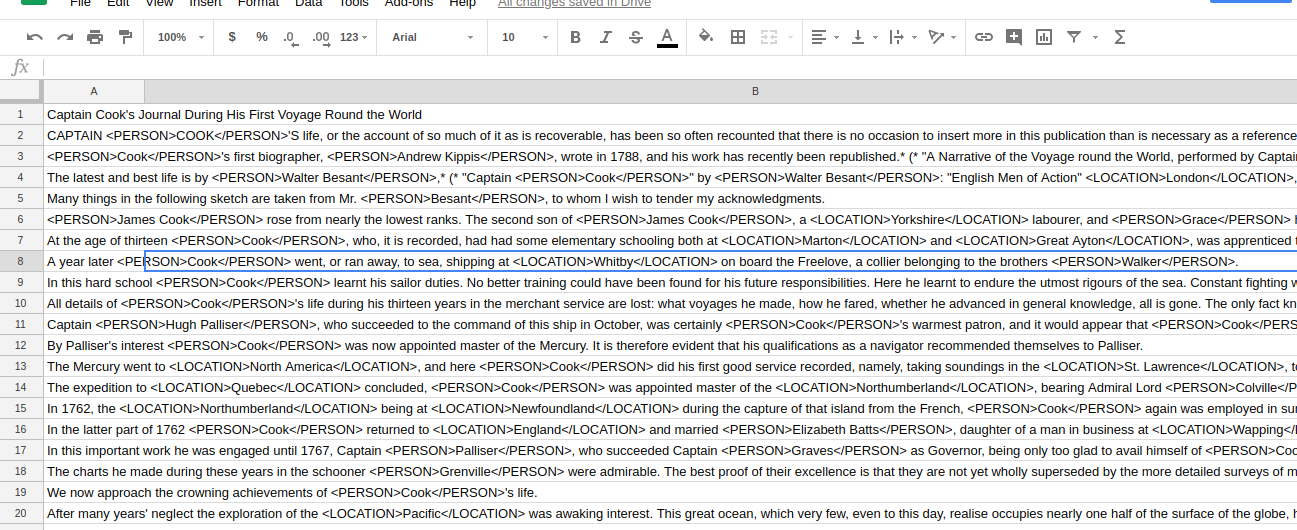 File Edit View Insert Format Data Tools Add-ons Help All changes saved in Drive
100% $ % .0 .00 123 Arial 10 B I S A Σ
fx
A B
1 Captain Cook's Journal During His First Voyage Round the World
2 CAPTAIN <PERSON>COOK</PERSON>'S life, or the account of so much of it as is recoverable, has been so often recounted that there is no occasion to insert more in this publication than is necessary as a reference
3 <PERSON>Cook</PERSON>'s first biographer, <PERSON>Andrew Kippis</PERSON>, wrote in 1788, and his work has recently been republished.* (* "A Narrative of the Voyage round the World, performed by Captai
4 The latest and best life is by <PERSON>Walter Besant</PERSON>,* (* "Captain <PERSON>Cook</PERSON>" by <PERSON>Walter Besant</PERSON>: "English Men of Action" <LOCATION>London</LOCATION>,
5 Many things in the following sketch are taken from Mr. <PERSON>Besant</PERSON>, to whom I wish to tender my acknowledgments.
6 <PERSON>James Cook</PERSON> rose from nearly the lowest ranks. The second son of <PERSON>James Cook</PERSON>, a <LOCATION>Yorkshire</LOCATION> labourer, and <PERSON>Grace</PERSON> h
7 At the age of thirteen <PERSON>Cook</PERSON>, who, it is recorded, had had some elementary schooling both at <LOCATION>Marton</LOCATION> and <LOCATION>Great Ayton</LOCATION>, was apprenticed t
8 A year later <PERSON>Cook</PERSON> went, or ran away, to sea, shipping at <LOCATION>Whitby</LOCATION> on board the Freelove, a collier belonging to the brothers <PERSON>Walker</PERSON>.
9 In this hard school <PERSON>Cook</PERSON> learnt his sailor duties. No better training could have been found for his future responsibilities. Here he learnt to endure the utmost rigours of the sea. Constant fighting w
10 All details of <PERSON>Cook</PERSON>'s life during his thirteen years in the merchant service are lost: what voyages he made, how he fared, whether he advanced in general knowledge, all is gone. The only fact kn
11 Captain <PERSON>Hugh Palliser</PERSON>, who succeeded to the command of this ship in October, was certainly <PERSON>Cook</PERSON>'s warmest patron, and it would appear that <PERSON>Cook</PERS
12 By Palliser's interest <PERSON>Cook</PERSON> was now appointed master of the Mercury. It is therefore evident that his qualifications as a navigator recommended themselves to Palliser.
13 The Mercury went to <LOCATION>North America</LOCATION>, and here <PERSON>Cook</PERSON> did his first good service recorded, namely, taking soundings in the <LOCATION>St. Lawrence</LOCATION>, t
14 The expedition to <LOCATION>Quebec</LOCATION> concluded, <PERSON>Cook</PERSON> was appointed master of the <LOCATION>Northumberland</LOCATION>, bearing Admiral Lord <PERSON>Colville</P
15 In 1762, the <LOCATION>Northumberland</LOCATION> being at <LOCATION>Newfoundland</LOCATION> during the capture of that island from the French, <PERSON>Cook</PERSON> again was employed in su
16 In the latter part of 1762 <PERSON>Cook</PERSON> returned to <LOCATION>England</LOCATION> and married <PERSON>Elizabeth Batts</PERSON>, daughter of a man in business at <LOCATION>Wapping</L
17 In this important work he was engaged until 1767, Captain <PERSON>Palliser</PERSON>, who succeeded Captain <PERSON>Graves</PERSON> as Governor, being only too glad to avail himself of <PERSON>Coo
18 The charts he made during these years in the schooner <PERSON>Grenville</PERSON> were admirable. The best proof of their excellence is that they are not yet wholly superseded by the more detailed surveys of m
19 We now approach the crowning achievements of <PERSON>Cook</PERSON>'s life.
20 After many years' neglect the exploration of the <LOCATION>Pacific</LOCATION> was awaking interest. This great ocean, which very few, even to this day, realise occupies nearly one half of the surface of the globe, h